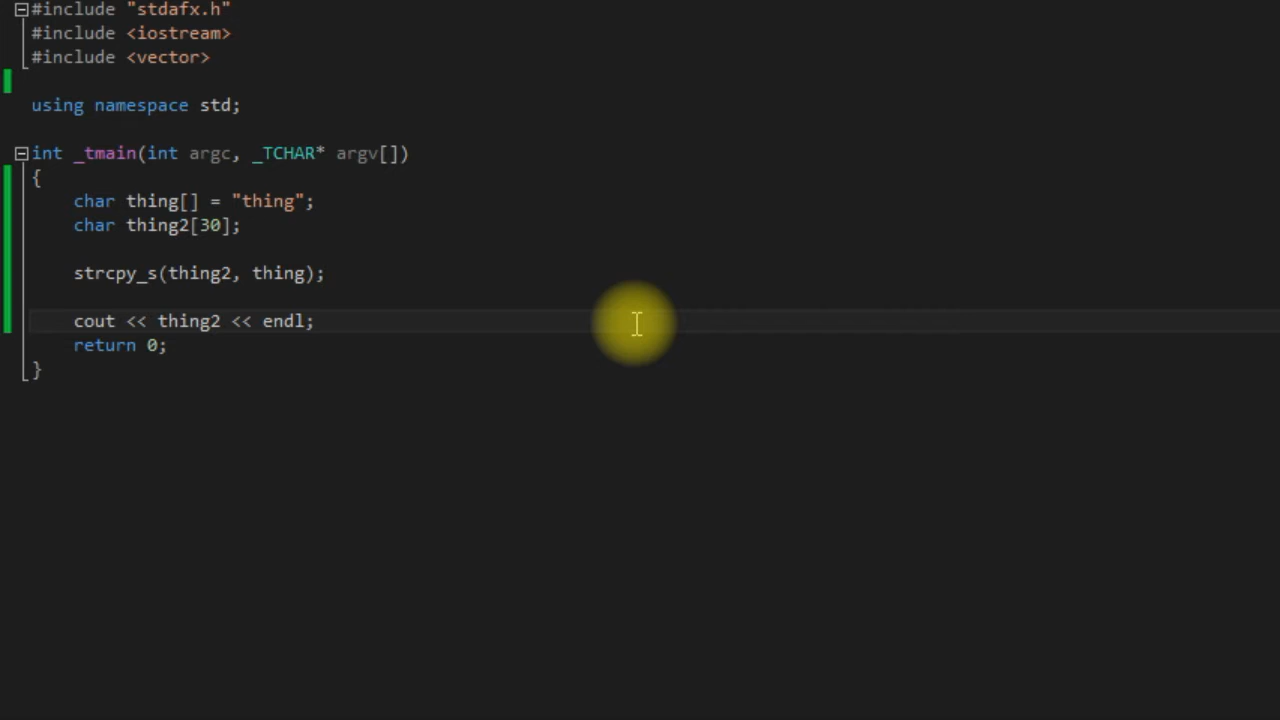 #include "stdafx.h"
#include <iostream>
#include <vector>
using namespace std;
int _tmain(int argc, _TCHAR* argv[])
{
char thing[] = "thing";
char thing2[30];
strcpy_s(thing2, thing);
cout << thing2 << endl;
return 0;
}